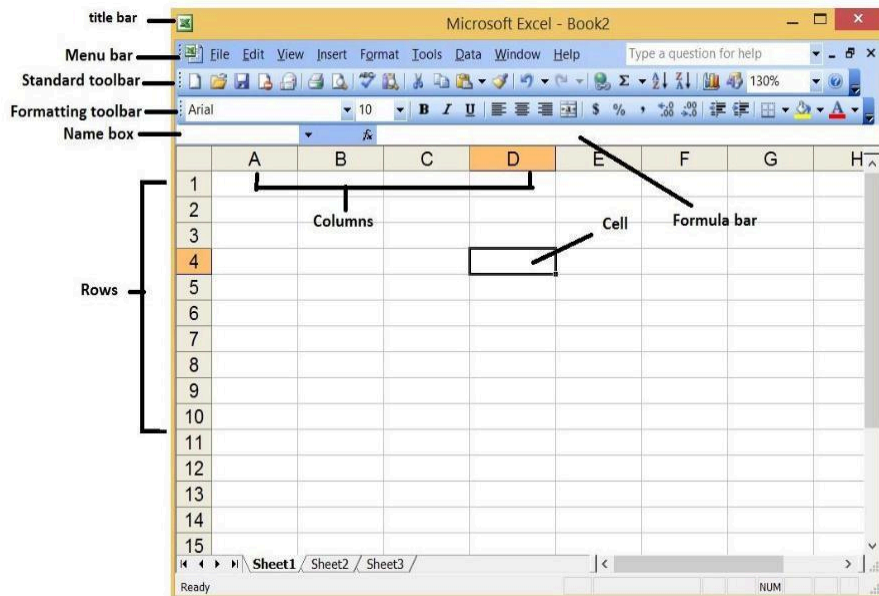 title bar
Microsoft Excel - Book2
Menu bar
File Edit View Insert Format Tools Data Window Help Type a question for help
Standard toolbar
130%
Formatting toolbar
Arial 10 B I U $ % ,
Name box
fx
A B C D E F G H
1
2
Columns Cell Formula bar
3
4
5
Rows
6
7
8
9
10
11
12
13
14
15
Sheet1 Sheet2 Sheet3
Ready NUM